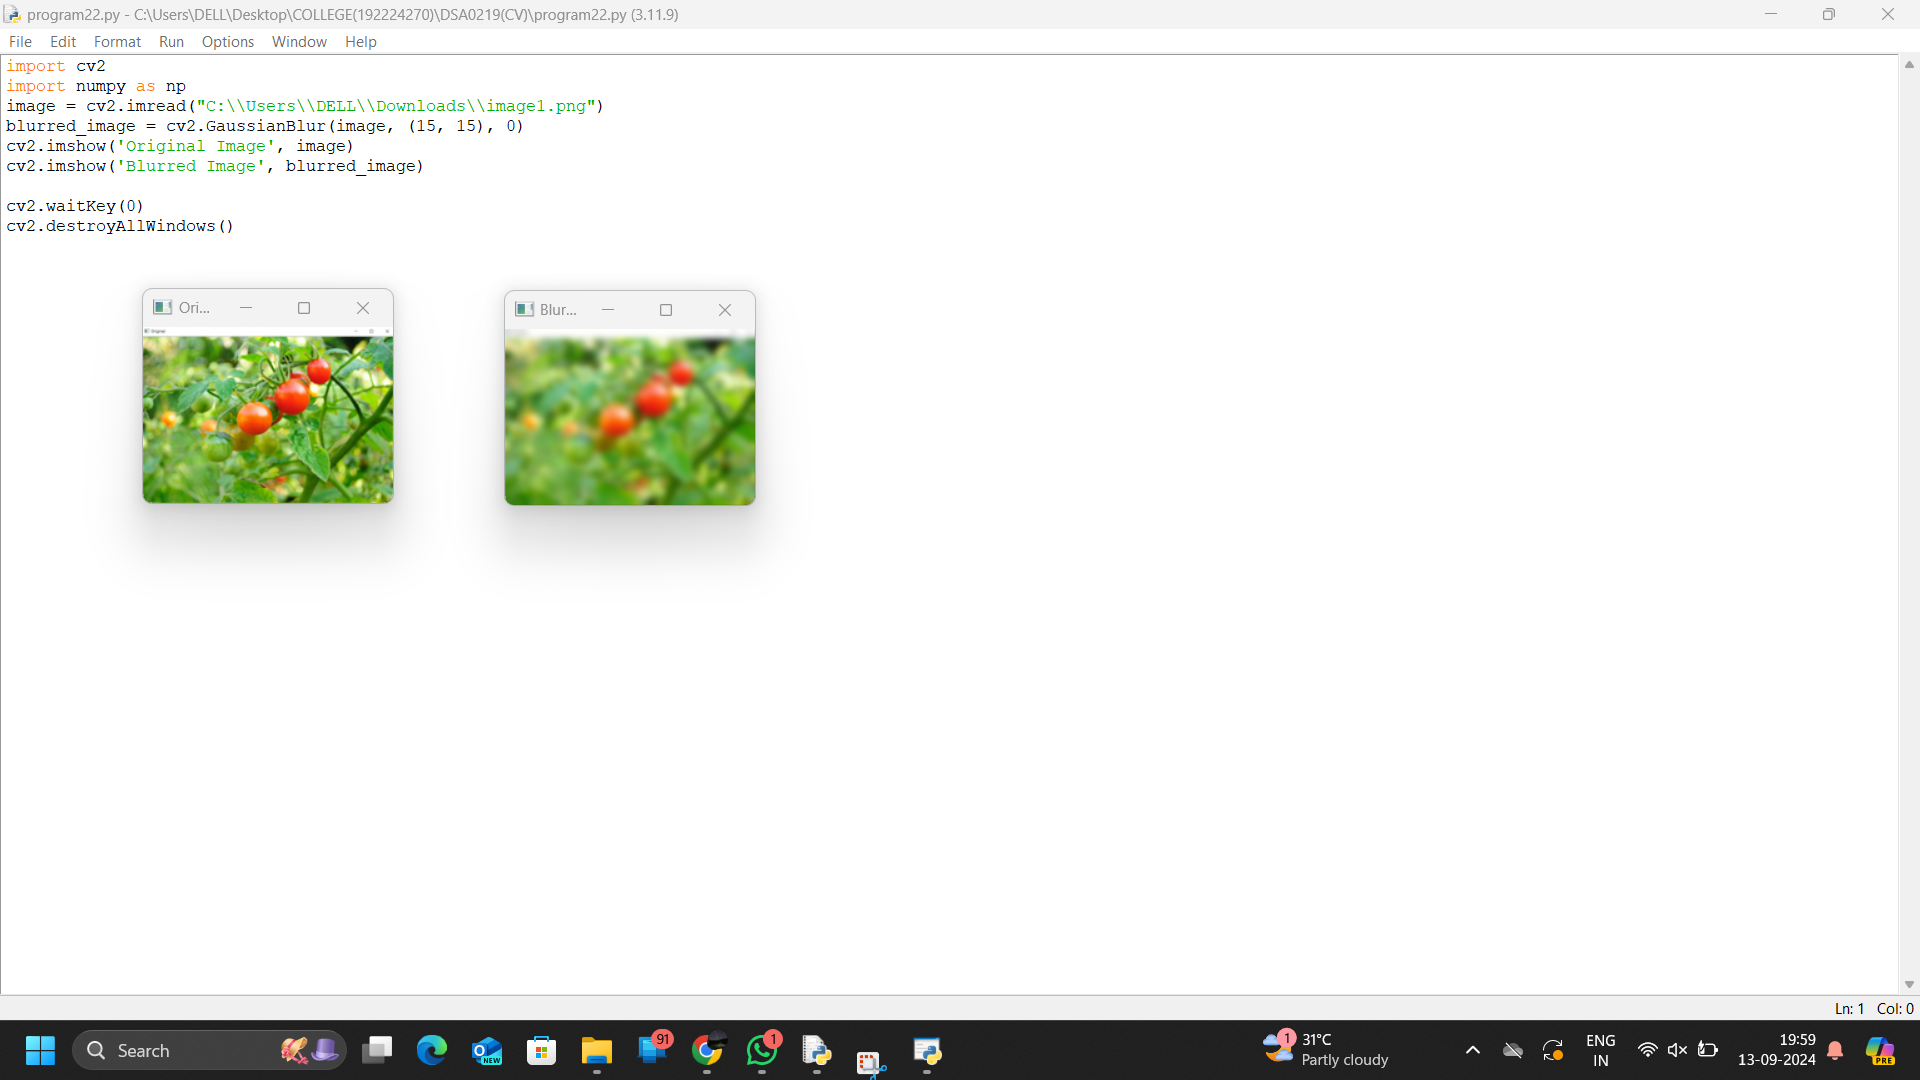 program22.py - C:\Users\DELL\Desktop\COLLEGE(192224270)\DSA0219(CV)\program22.py (3.11.9)
File Edit Format Run Options Window Help
import cv2
import numpy as np
image = cv2.imread("C:\\Users\\DELL\\Downloads\\image1.png")
blurred_image = cv2.GaussianBlur(image, (15, 15), 0)
cv2.imshow('Original Image', image)
cv2.imshow('Blurred Image', blurred_image)
cv2.waitKey(0)
cv2.destroyAllWindows()
Ori...
Original
Blur...
Ln: 1 Col: 0
Search
NEW
91
1
1
31°C
Partly cloudy
ENG
IN
19:59
13-09-2024
PRE